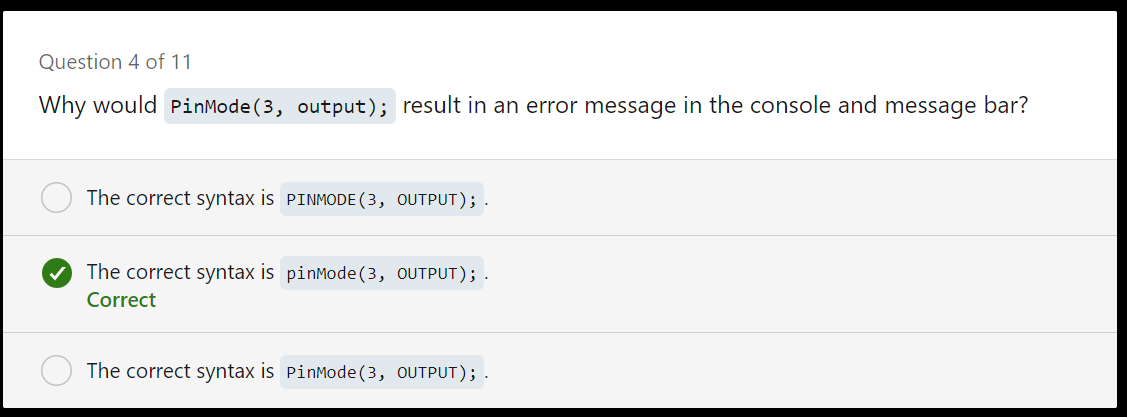 Question 4 of 11
Why would PinMode(3, output); result in an error message in the console and message bar?
The correct syntax is PINMODE(3, OUTPUT); .
The correct syntax is pinMode(3, OUTPUT); .
Correct
The correct syntax is PinMode(3, OUTPUT); .